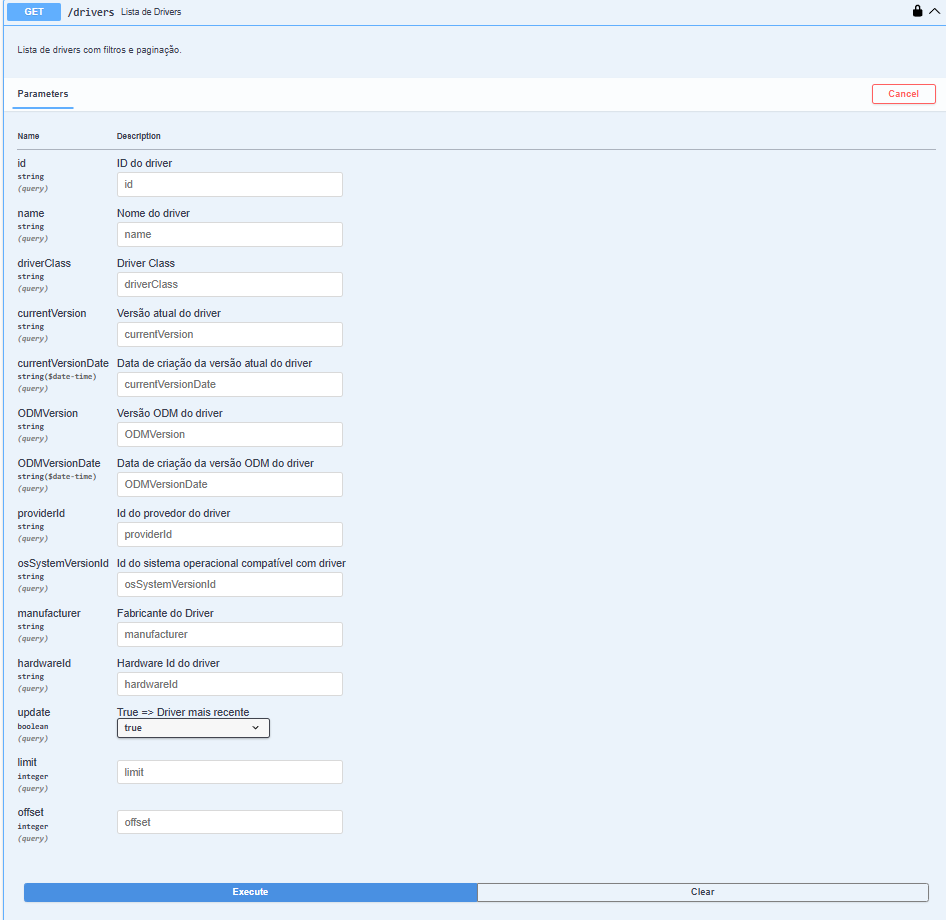 GET /drivers Lista de Drivers
Lista de drivers com filtros e paginação.
Parameters
Cancel
Name Description
id ID do driver
string
(query)
id
name Nome do driver
string
(query)
name
driverClass Driver Class
string
(query)
driverClass
currentVersion Versão atual do driver
string
(query)
currentVersion
currentVersionDate Data de criação da versão atual do driver
string($date-time)
(query)
currentVersionDate
ODMVersion Versão ODM do driver
string
(query)
ODMVersion
ODMVersionDate Data de criação da versão ODM do driver
string($date-time)
(query)
ODMVersionDate
providerId Id do provedor do driver
string
(query)
providerId
osSystemVersionId Id do sistema operacional compatível com driver
string
(query)
osSystemVersionId
manufacturer Fabricante do Driver
string
(query)
manufacturer
hardwareId Hardware Id do driver
string
(query)
hardwareId
update True => Driver mais recente
boolean
(query)
true
limit
integer
(query)
limit
offset
integer
(query)
offset
Execute Clear